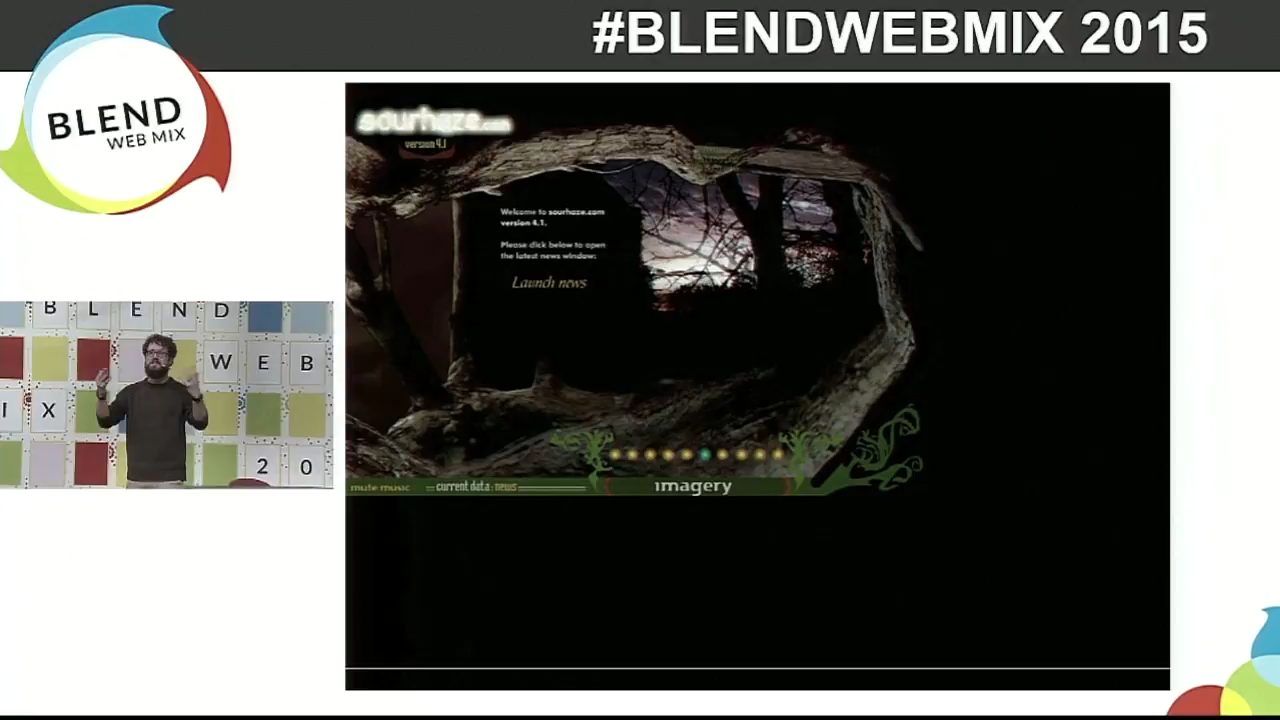 #BLENDWEBMIX 2015
BLEND
WEB MIX
sourhaze.com
version 4.1
Welcome to sourhaze.com
version 4.1.
Please click below to open
the latest news window:
Launch news
mute music
current data : news
imagery
B L E N D
W E B
I X
2 0